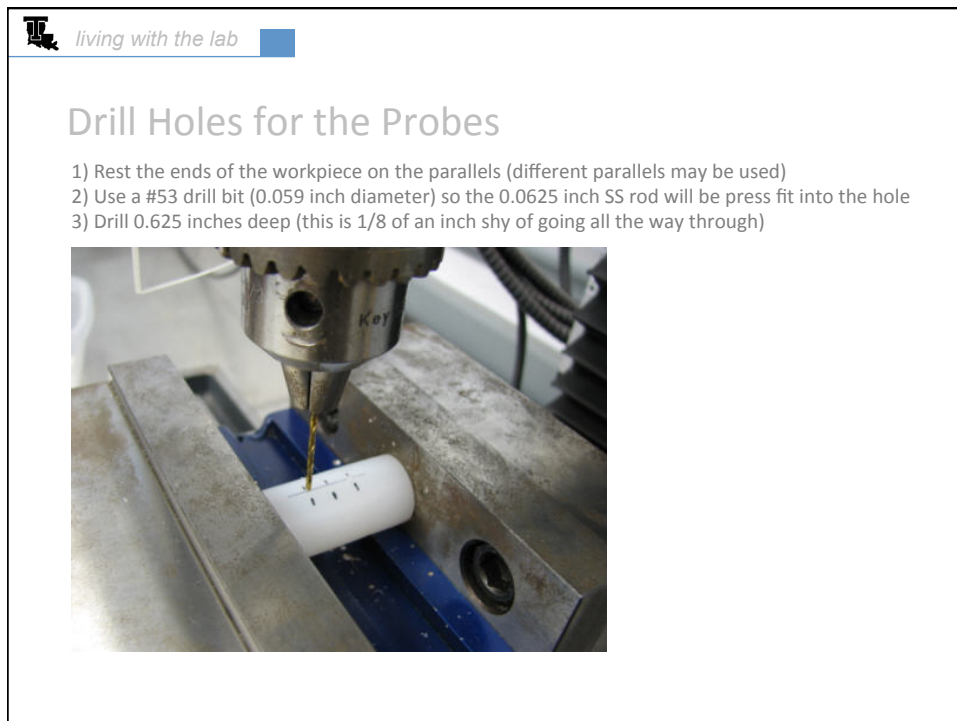 living with the lab
Drill Holes for the Probes
1) Rest the ends of the workpiece on the parallels (different parallels may be used)
2) Use a #53 drill bit (0.059 inch diameter) so the 0.0625 inch SS rod will be press fit into the hole
3) Drill 0.625 inches deep (this is 1/8 of an inch shy of going all the way through)
Key